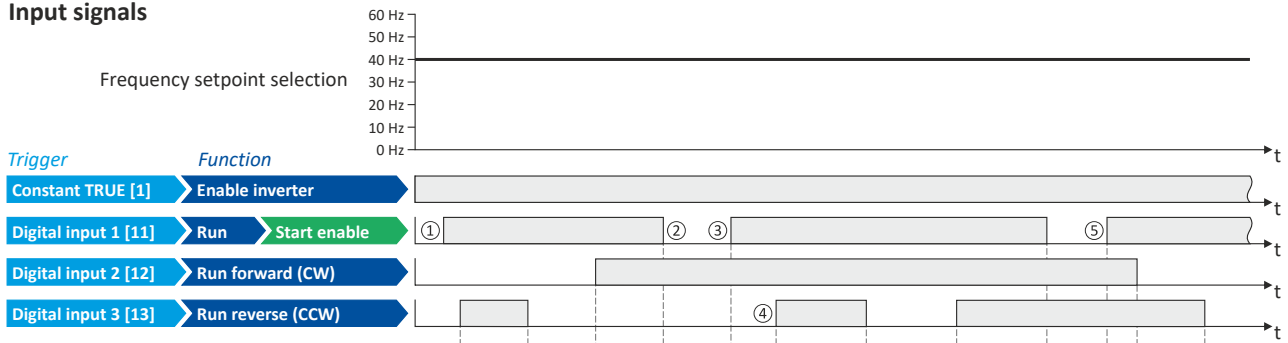 Input signals
60 Hz
50 Hz
40 Hz
Frequency setpoint selection
30 Hz
20 Hz
10 Hz
0 Hz
t
Trigger Function
Constant TRUE [1] Enable inverter
t
Digital input 1 [11] Run Start enable ① ② ③ ⑤
t
Digital input 2 [12] Run forward (CW)
t
Digital input 3 [13] Run reverse (CCW) ④
t